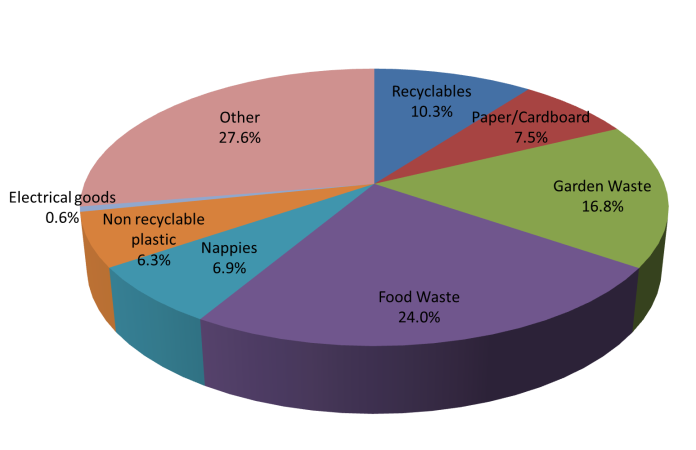 Recyclables
10.3%
Paper/Cardboard
7.5%
Garden Waste
16.8%
Food Waste
24.0%
Nappies
6.9%
Non recyclable
plastic
6.3%
Electrical goods
0.6%
Other
27.6%